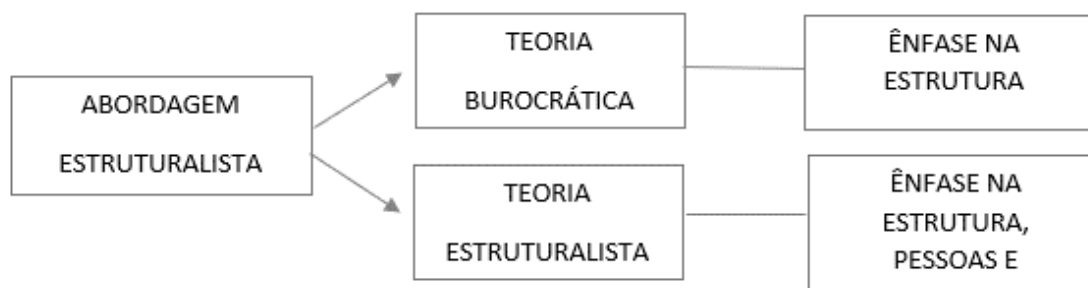 ABORDAGEM
ESTRUTURALISTA
TEORIA
BUROCRÁTICA
ÊNFASE NA
ESTRUTURA
TEORIA
ESTRUTURALISTA
ÊNFASE NA
ESTRUTURA,
PESSOAS E